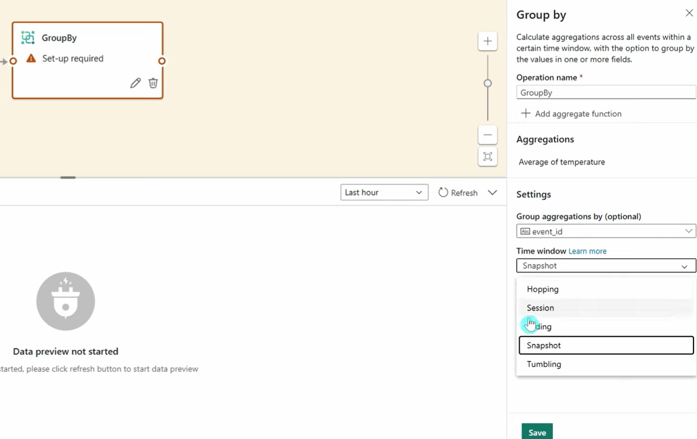 GroupBy
Set-up required
Last hour
Refresh
Data preview not started
started, please click refresh button to start data preview
Group by
Calculate aggregations across all events within a
certain time window, with the option to group by
the values in one or more fields.
Operation name *
GroupBy
Add aggregate function
Aggregations
Average of temperature
Settings
Group aggregations by (optional)
event_id
Time window Learn more
Snapshot
Hopping
Session
Snapshot
Tumbling
Save